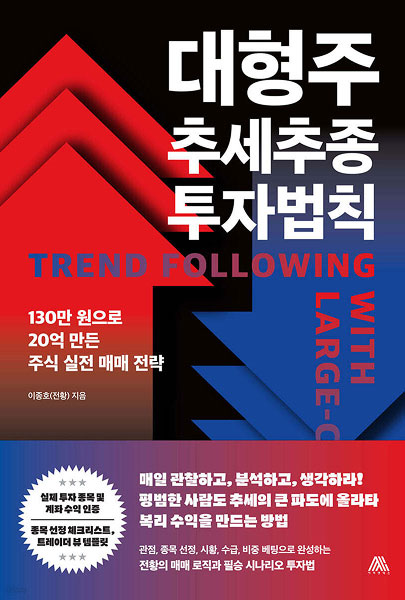 대형주
추세추종
투자법칙
TREND FOLLOWING
WITH
LARGE-C
130만 원으로
20억 만든
주식 실전 매매 전략
이종호(전황) 지음
실제 투자 종목 및
계좌 수익 인증
종목 선정 체크리스트,
트레이더 뷰 템플릿
매일 관찰하고, 분석하고, 생각하라!
평범한 사람도 추세의 큰 파도에 올라타
복리 수익을 만드는 방법
관점, 종목 선정, 시황, 수급, 비중 베팅으로 완성하는
전황의 매매 로직과 필승 시나리오 투자법